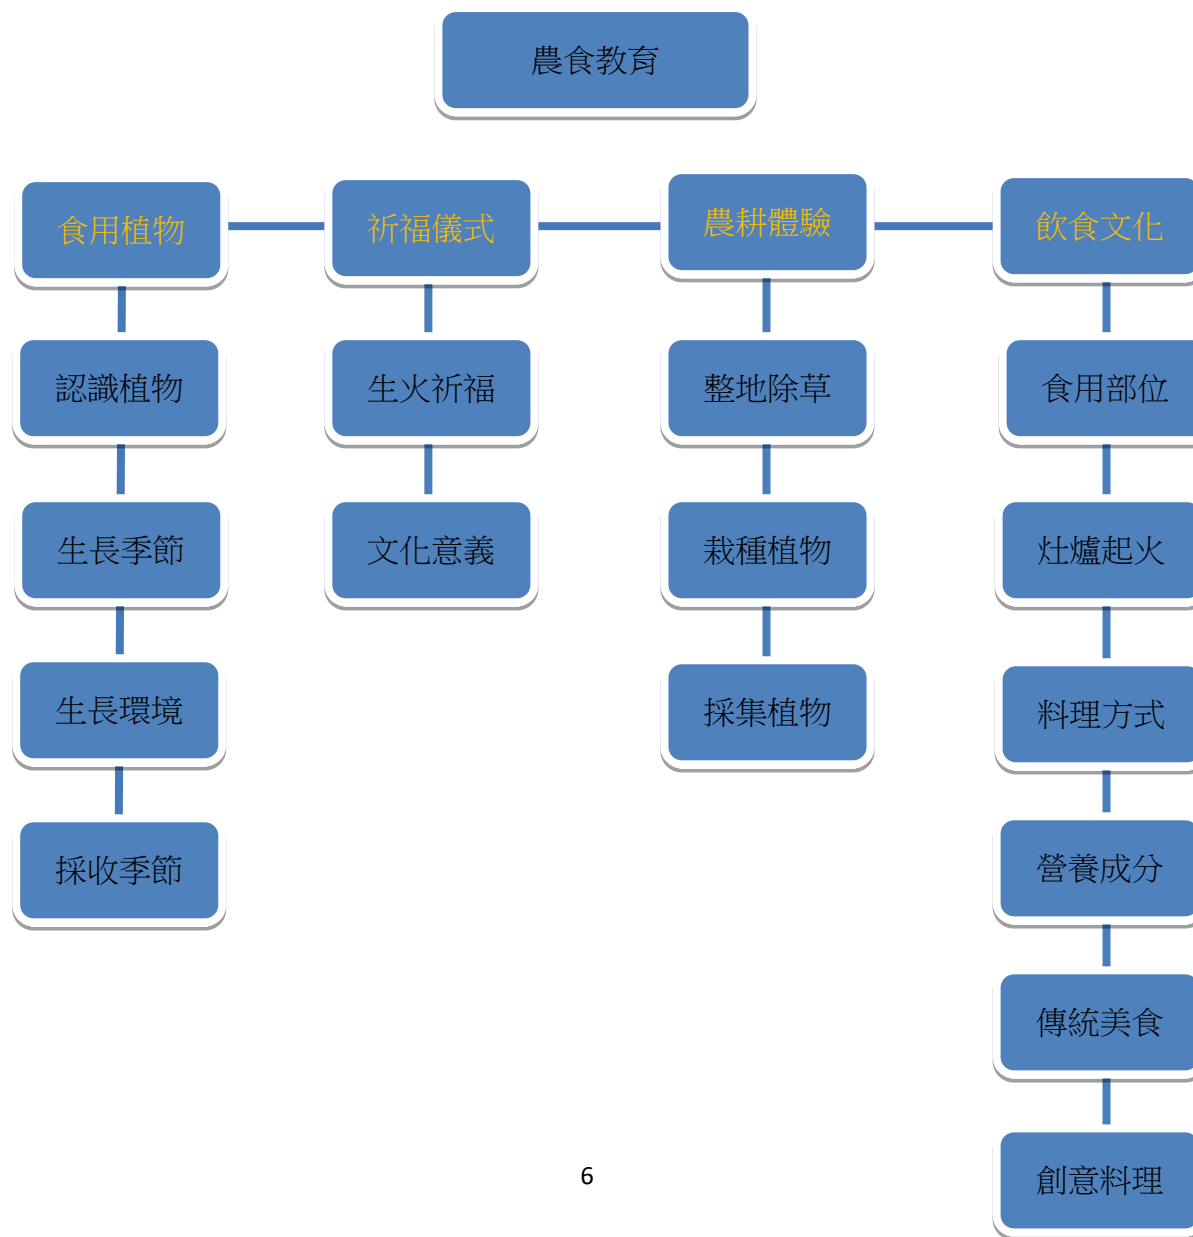 農食教育
食用植物
祈福儀式
農耕體驗
飲食文化
認識植物
生火祈福
整地除草
食用部位
生長季節
文化意義
栽種植物
灶爐起火
生長環境
採集植物
料理方式
採收季節
營養成分
傳統美食
創意料理
6